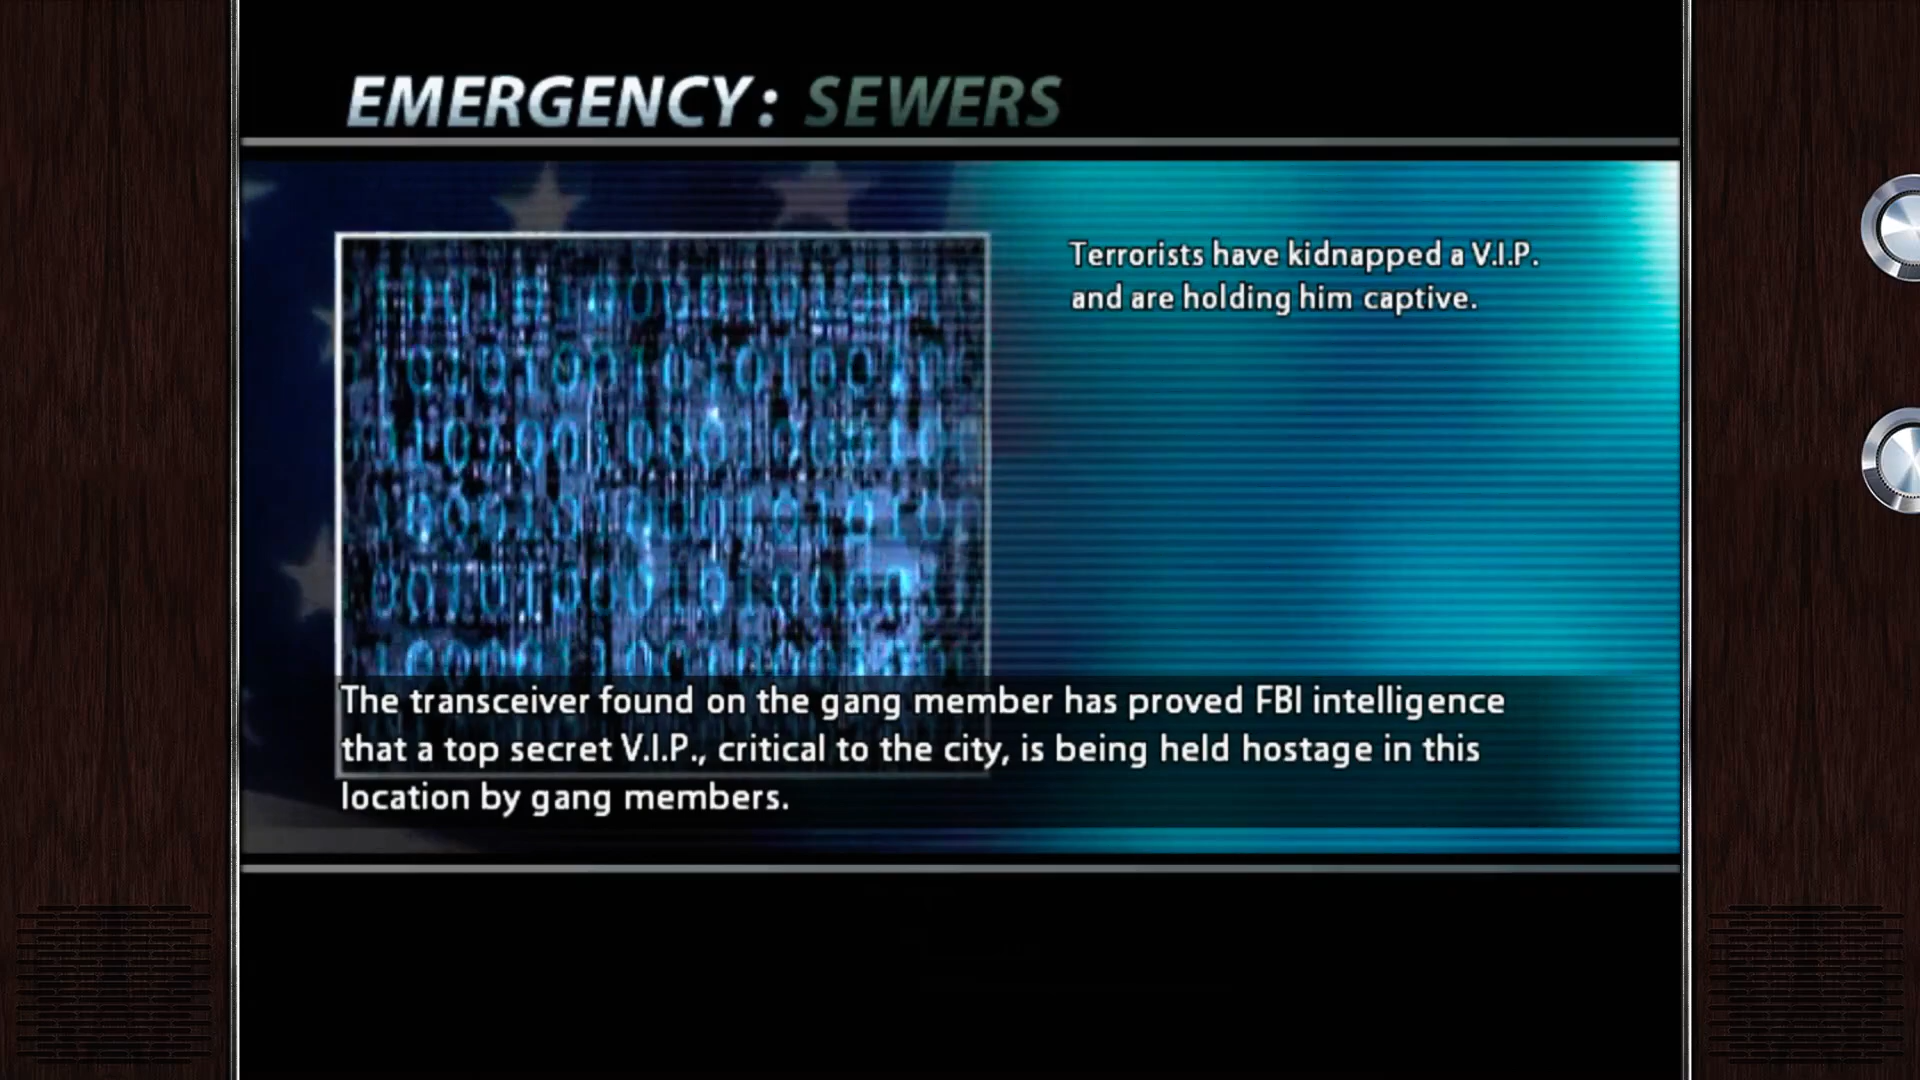 EMERGENCY: SEWERS
Terrorists have kidnapped a V.I.P.
and are holding him captive.
The transceiver found on the gang member has proved FBI intelligence
that a top secret V.I.P., critical to the city, is being held hostage in this
location by gang members.